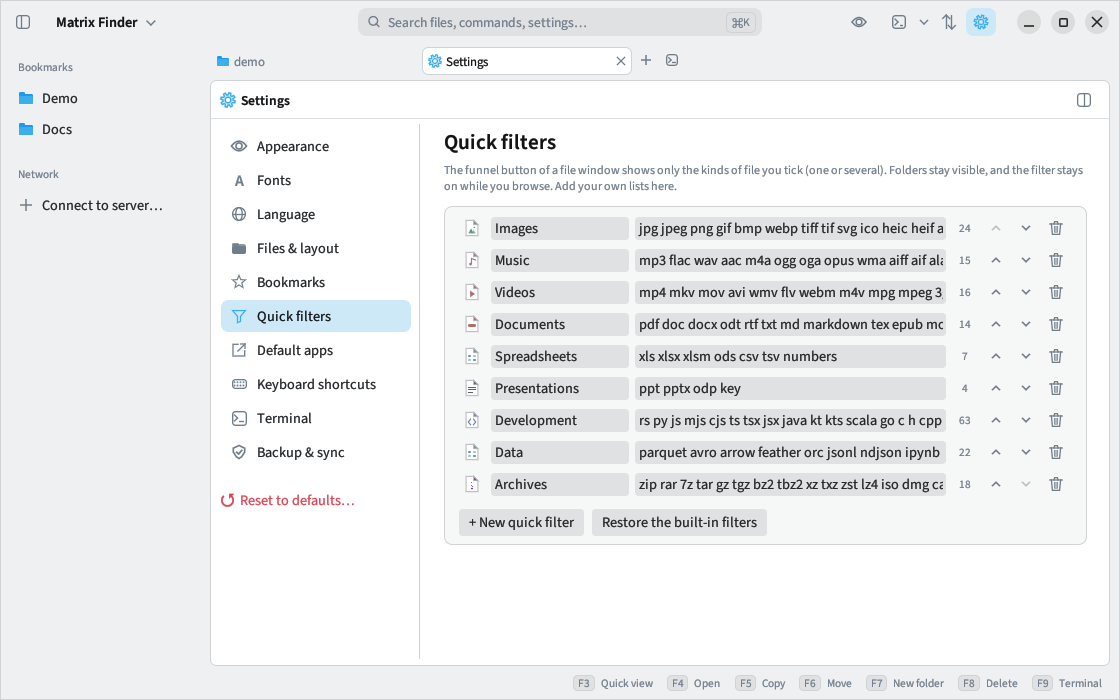 Matrix Finder
Search files, commands, settings… ⌘K
Bookmarks
Demo
Docs
Network
Connect to server…
demo
Settings
Settings
Appearance
Fonts
Language
Files & layout
Bookmarks
Quick filters
Default apps
Keyboard shortcuts
Terminal
Backup & sync
Reset to defaults…
Quick filters
The funnel button of a file window shows only the kinds of file you tick (one or several). Folders stay visible, and the filter stays
on while you browse. Add your own lists here.
Images jpg jpeg png gif bmp webp tiff tif svg ico heic heif a 24
Music mp3 flac wav aac m4a ogg oga opus wma aiff aif ala 15
Videos mp4 mkv mov avi wmv flv webm m4v mpg mpeg 3 16
Documents pdf doc docx odt rtf txt md markdown tex epub mo 14
Spreadsheets xls xlsx xlsm ods csv tsv numbers 7
Presentations ppt pptx odp key 4
Development rs py js mjs cjs ts tsx jsx java kt kts scala go c h cpp 63
Data parquet avro arrow feather orc jsonl ndjson ipynb 22
Archives zip rar 7z tar gz tgz bz2 tbz2 xz txz zst lz4 iso dmg ca 18
+ New quick filter Restore the built-in filters
F3 Quick view F4 Open F5 Copy F6 Move F7 New folder F8 Delete F9 Terminal